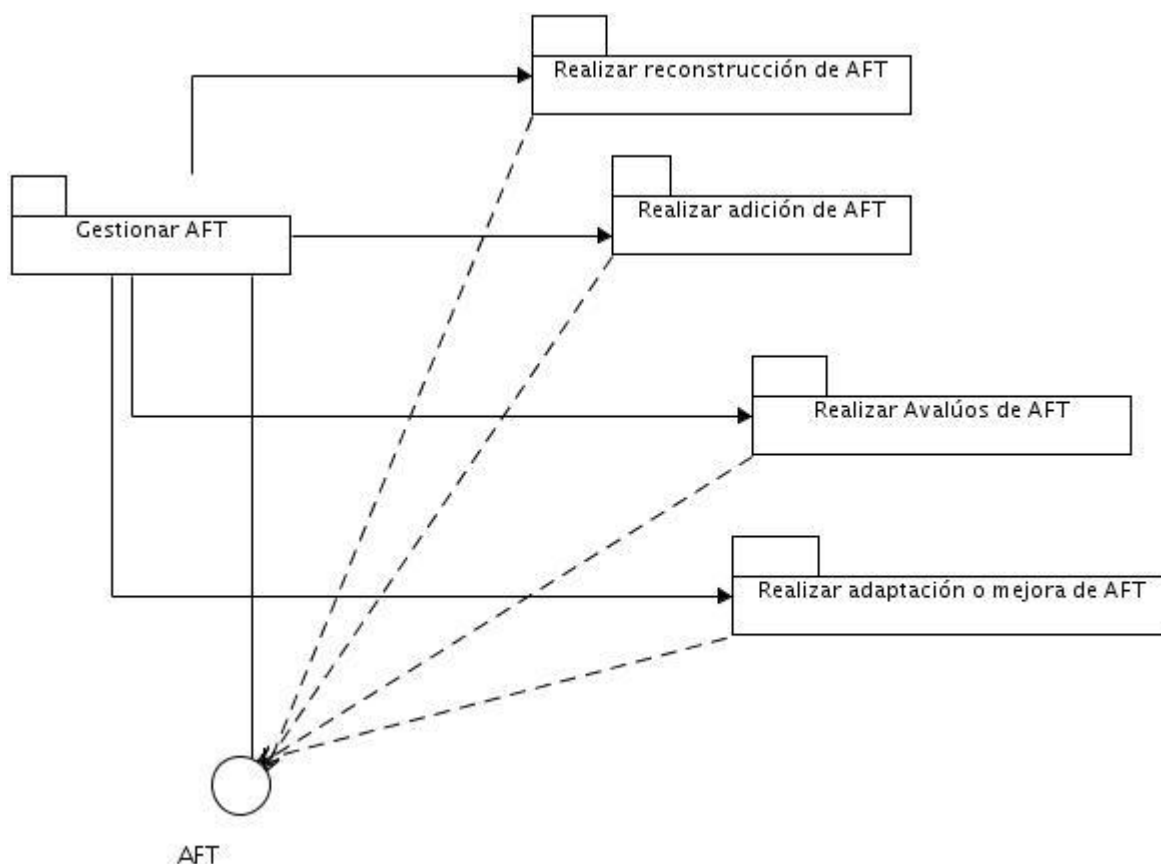 Realizar reconstrucción de AFT
Realizar adición de AFT
Gestionar AFT
Realizar Avalúos de AFT
Realizar adaptación o mejora de AFT
AFT